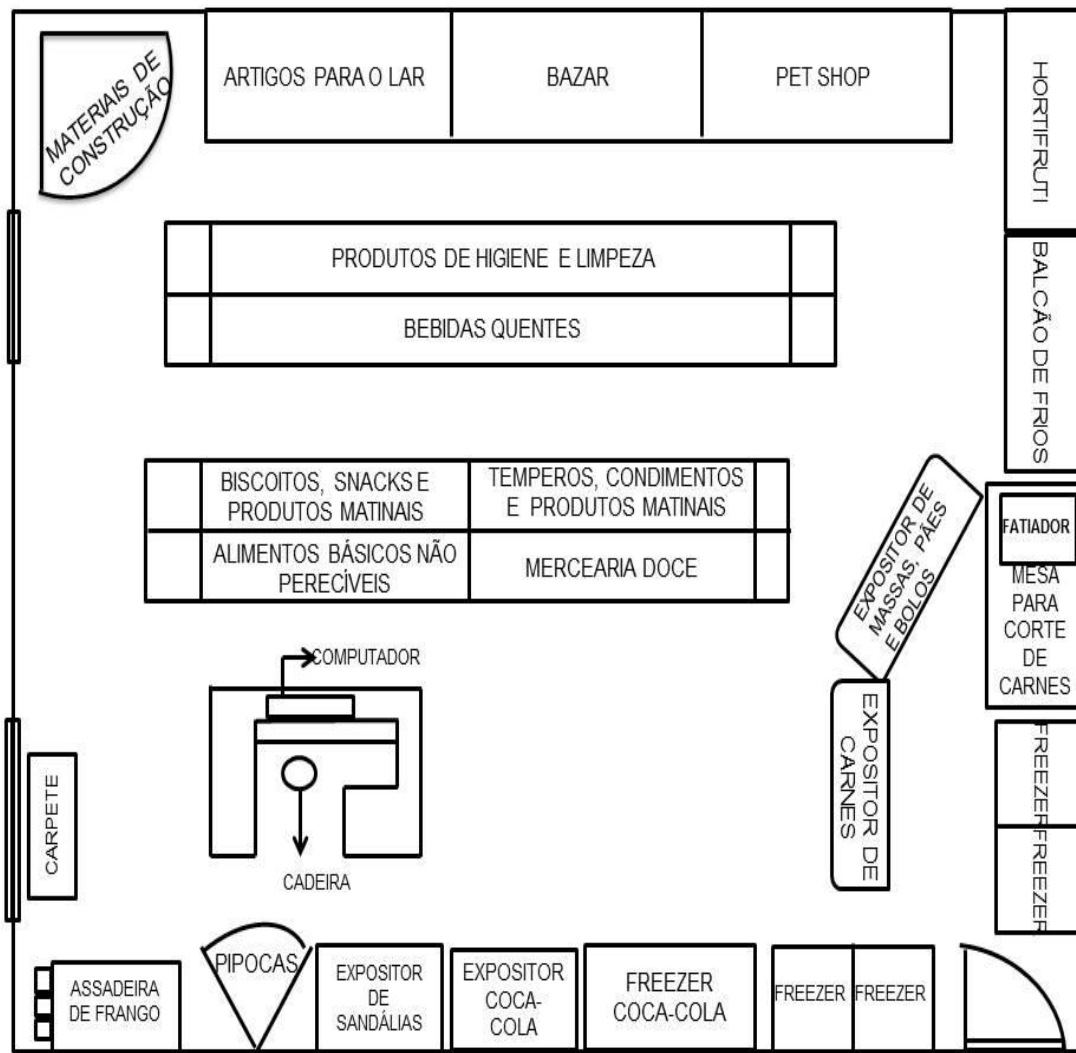 MATERIAIS DE
CONSTRUÇÃO
ARTIGOS PARA O LAR
BAZAR
PET SHOP
HORTIFRUTI
PRODUTOS DE HIGIENE E LIMPEZA
BEBIDAS QUENTES
BALCÃO DE FRIOS
BISCOITOS, SNACKS E
PRODUTOS MATINAIS
TEMPEROS, CONDIMENTOS
E PRODUTOS MATINAIS
ALIMENTOS BÁSICOS NÃO
PERECÍVEIS
MERCEARIA DOCE
EXPOSITOR DE
MASSAS, PÃES
E BOLOS
FATIADOR
MESA
PARA
CORTE
DE
CARNES
COMPUTADOR
CADEIRA
CARPETE
EXPOSITOR DE
CARNES
FREEZER
FREEZER
ASSADEIRA
DE FRANGO
PIPOCAS
EXPOSITOR
DE
SANDÁLIAS
EXPOSITOR
COCA-
COLA
FREEZER
COCA-COLA
FREEZER
FREEZER